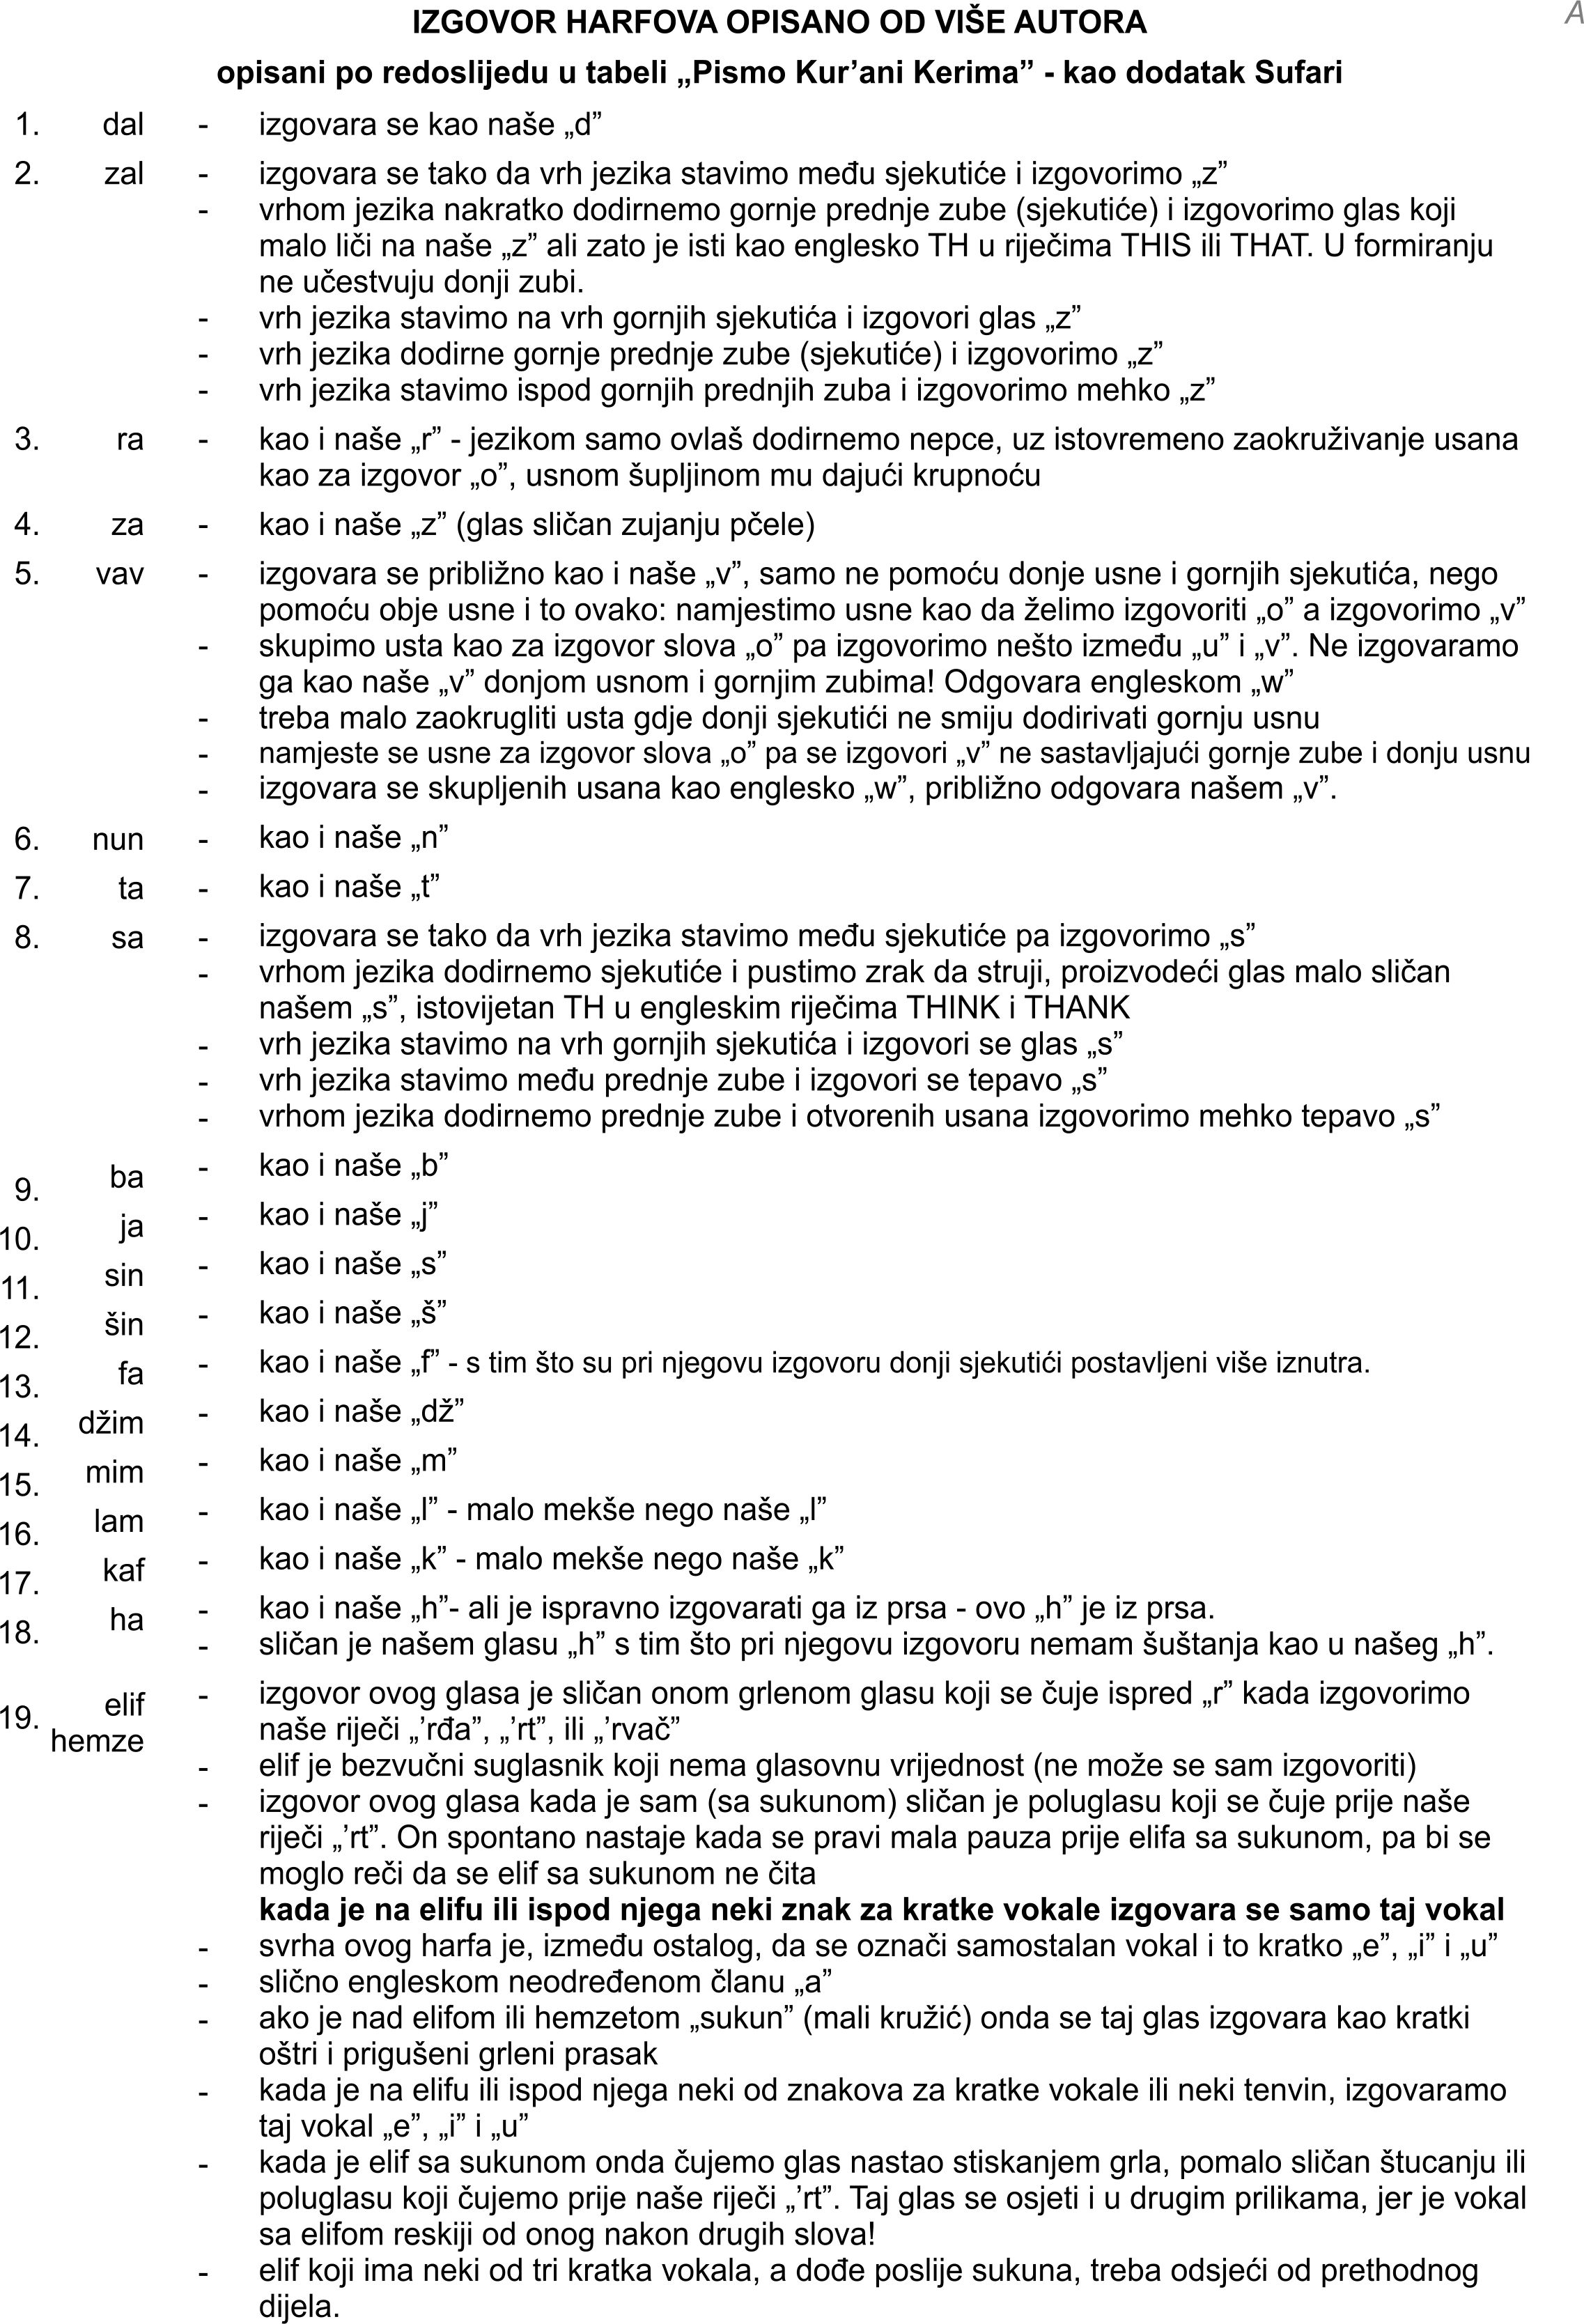 IZGOVOR HARFOVA OPISANO OD VIŠE AUTORA
A
opisani po redoslijedu u tabeli „Pismo Kur’ani Kerima” - kao dodatak Sufari
1. dal - izgovara se kao naše „d”
2. zal - izgovara se tako da vrh jezika stavimo među sjekutiće i izgovorimo „z”
- vrhom jezika nakratko dodirnemo gornje prednje zube (sjekutiće) i izgovorimo glas koji
malo liči na naše „z” ali zato je isti kao englesko TH u riječima THIS ili THAT. U formiranju
ne učestvuju donji zubi.
- vrh jezika stavimo na vrh gornjih sjekutića i izgovori glas „z”
- vrh jezika dodirne gornje prednje zube (sjekutiće) i izgovorimo „z”
- vrh jezika stavimo ispod gornjih prednjih zuba i izgovorimo mehko „z”
3. ra - kao i naše „r” - jezikom samo ovlaš dodirnemo nepce, uz istovremeno zaokruživanje usana
kao za izgovor „o”, usnom šupljinom mu dajući krupnoću
4. za - kao i naše „z” (glas sličan zujanju pčele)
5. vav - izgovara se približno kao i naše „v”, samo ne pomoću donje usne i gornjih sjekutića, nego
pomoću obje usne i to ovako: namjestimo usne kao da želimo izgovoriti „o” a izgovorimo „v”
- skupimo usta kao za izgovor slova „o” pa izgovorimo nešto između „u” i „v”. Ne izgovaramo
ga kao naše „v” donjom usnom i gornjim zubima! Odgovara engleskom „w”
- treba malo zaokrugliti usta gdje donji sjekutići ne smiju dodirivati gornju usnu
- namjeste se usne za izgovor slova „o” pa se izgovori „v” ne sastavljajući gornje zube i donju usnu
- izgovara se skupljenih usana kao englesko „w”, približno odgovara našem „v”.
6. nun - kao i naše „n”
7. ta - kao i naše „t”
8. sa - izgovara se tako da vrh jezika stavimo među sjekutiće pa izgovorimo „s”
- vrhom jezika dodirnemo sjekutiće i pustimo zrak da struji, proizvodeći glas malo sličan
našem „s”, istovijetan TH u engleskim riječima THINK i THANK
- vrh jezika stavimo na vrh gornjih sjekutića i izgovori se glas „s”
- vrh jezika stavimo među prednje zube i izgovori se tepavo „s”
- vrhom jezika dodirnemo prednje zube i otvorenih usana izgovorimo mehko tepavo „s”
9. ba - kao i naše „b”
10. ja - kao i naše „j”
11. sin - kao i naše „s”
12. šin - kao i naše „š”
13. fa - kao i naše „f” - s tim što su pri njegovu izgovoru donji sjekutići postavljeni više iznutra.
14. džim - kao i naše „dž”
15. mim - kao i naše „m”
16. lam - kao i naše „l” - malo mekše nego naše „l”
17. kaf - kao i naše „k” - malo mekše nego naše „k”
18. ha - kao i naše „h”- ali je ispravno izgovarati ga iz prsa - ovo „h” je iz prsa.
- sličan je našem glasu „h” s tim što pri njegovu izgovoru nemam šuštanja kao u našeg „h”.
19. elif - izgovor ovog glasa je sličan onom grlenom glasu koji se čuje ispred „r” kada izgovorimo
hemze naše riječi „’rđa”, „’rt”, ili „’rvač”
- elif je bezvučni suglasnik koji nema glasovnu vrijednost (ne može se sam izgovoriti)
- izgovor ovog glasa kada je sam (sa sukunom) sličan je poluglasu koji se čuje prije naše
riječi „’rt”. On spontano nastaje kada se pravi mala pauza prije elifa sa sukunom, pa bi se
moglo reči da se elif sa sukunom ne čita
kada je na elifu ili ispod njega neki znak za kratke vokale izgovara se samo taj vokal
- svrha ovog harfa je, između ostalog, da se označi samostalan vokal i to kratko „e”, „i” i „u”
- slično engleskom neodređenom članu „a”
- ako je nad elifom ili hemzetom „sukun” (mali kružić) onda se taj glas izgovara kao kratki
oštri i prigušeni grleni prasak
- kada je na elifu ili ispod njega neki od znakova za kratke vokale ili neki tenvin, izgovaramo
taj vokal „e”, „i” i „u”
- kada je elif sa sukunom onda čujemo glas nastao stiskanjem grla, pomalo sličan štucanju ili
poluglasu koji čujemo prije naše riječi „’rt”. Taj glas se osjeti i u drugim prilikama, jer je vokal
sa elifom reskiji od onog nakon drugih slova!
- elif koji ima neki od tri kratka vokala, a dođe poslije sukuna, treba odsjeći od prethodnog
dijela.